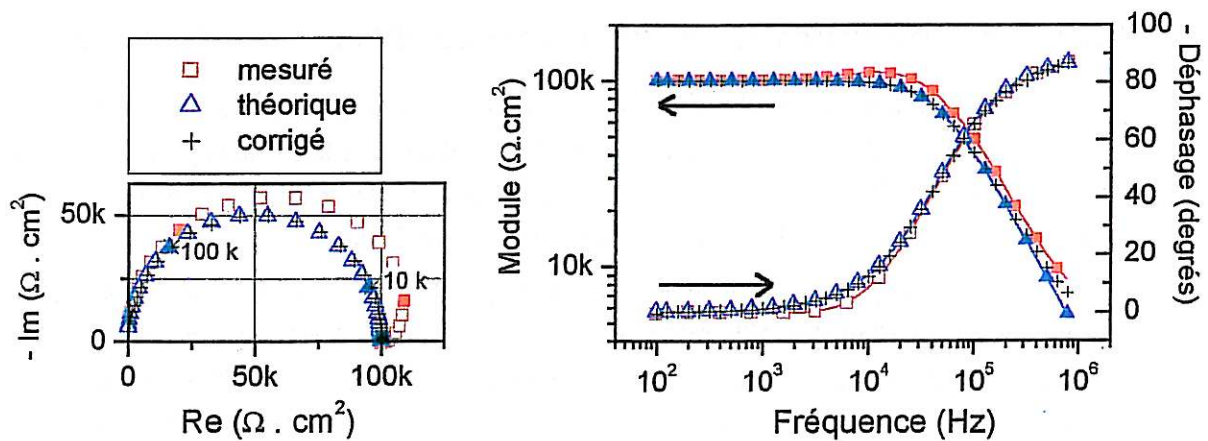 mesuré
théorique
corrigé
50k
0
- Im (Ω . cm²)
100 k
10 k
0
50k
100k
Re (Ω . cm²)
100k
10k
Module (Ω.cm²)
100
80
60
40
20
0
- Déphasage (degrés)
10²
10³
10⁴
10⁵
10⁶
Fréquence (Hz)